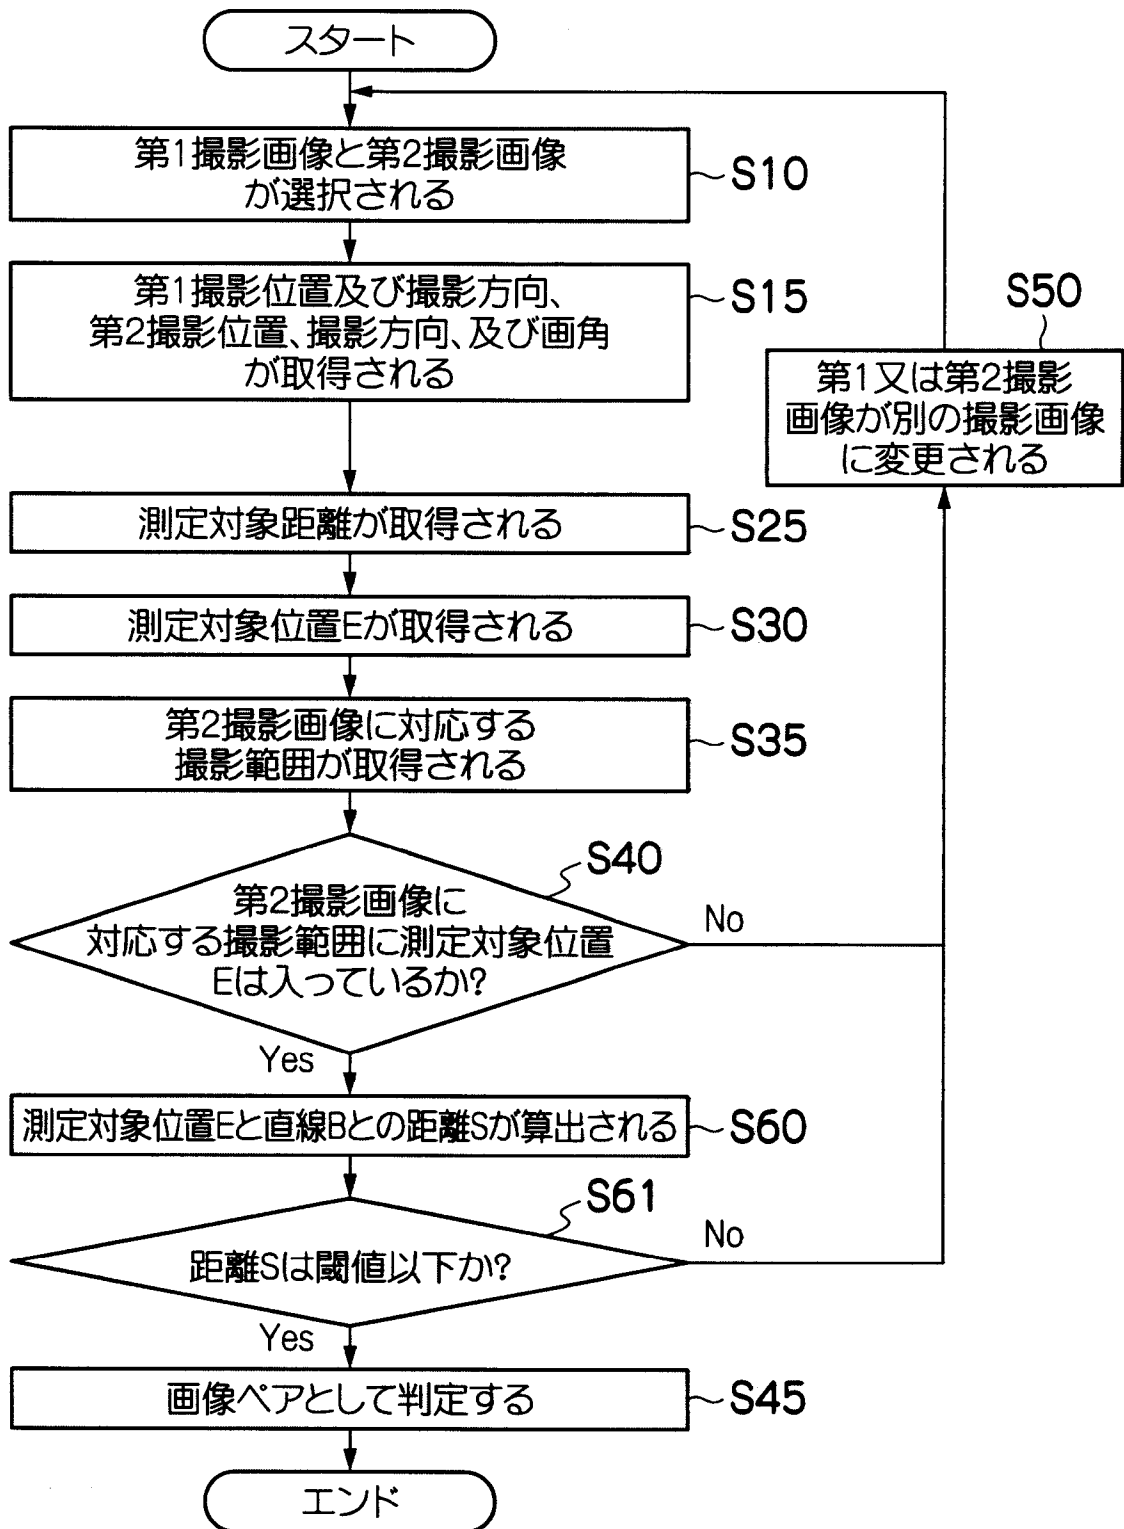 スタート
第1撮影画像と第2撮影画像
が選択される
S10
第1撮影位置及び撮影方向、
第2撮影位置、撮影方向、及び画角
が取得される
S15
S50
第1又は第2撮影
画像が別の撮影画像
に変更される
測定対象距離が取得される
S25
測定対象位置Eが取得される
S30
第2撮影画像に対応する
撮影範囲が取得される
S35
S40
第2撮影画像に
対応する撮影範囲に測定対象位置
Eは入っているか?
No
Yes
測定対象位置Eと直線Bとの距離Sが算出される
S60
S61
距離Sは閾値以下か?
No
Yes
画像ペアとして判定する
S45
エンド